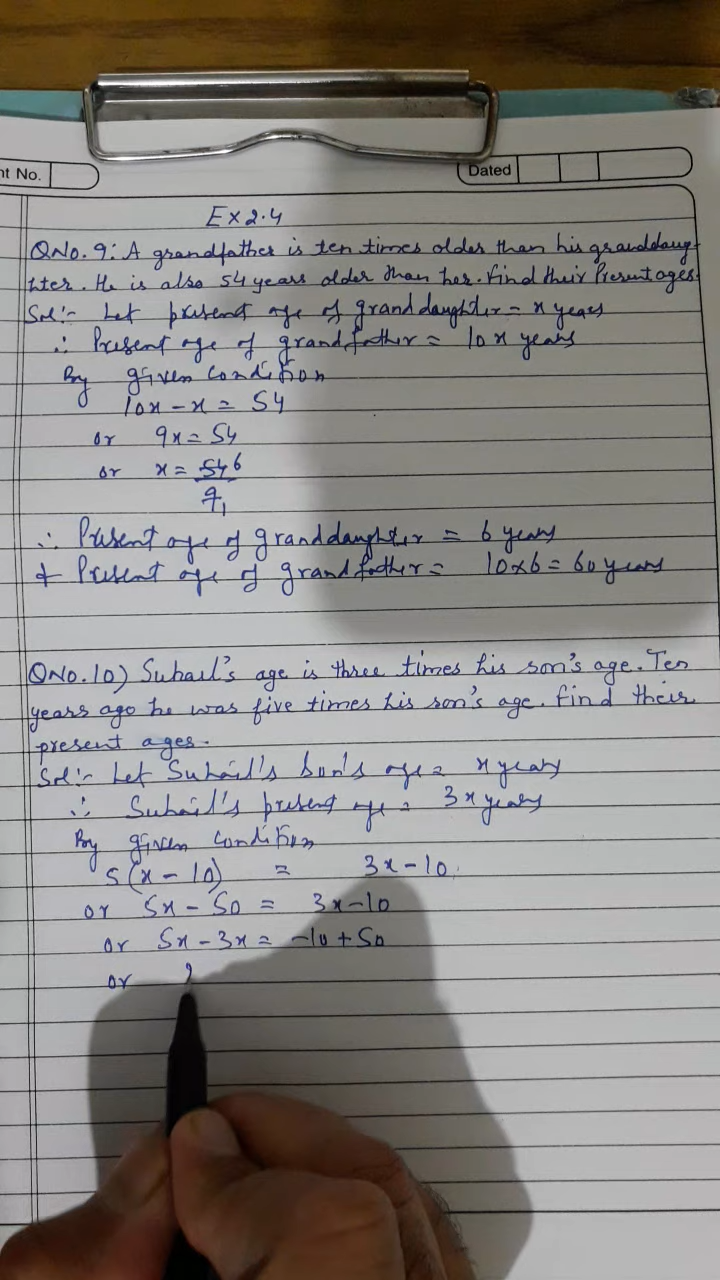 nt No.
Dated
Ex 2.4
QNo. 9: A grandfather is ten times older than his granddaug-
hter. He is also 54 years older than her. Find their Present ages.
Sol:- Let present age of granddaughter = x years
∴ Present age of grandfather = 10x years
By given condition
10x - x = 54
or 9x = 54
or x = 54 6
9 1
∴ Present age of granddaughter = 6 years
& Present age of grandfather = 10×6 = 60 years
QNo. 10) Suhail's age is three times his son's age. Ten
years ago he was five times his son's age. Find their
present ages.
Sol:- Let Suhail's son's age = x years
∴ Suhail's present age = 3x years
By given condition
5(x - 10) = 3x - 10
or 5x - 50 = 3x - 10
or 5x - 3x = -10 + 50
or